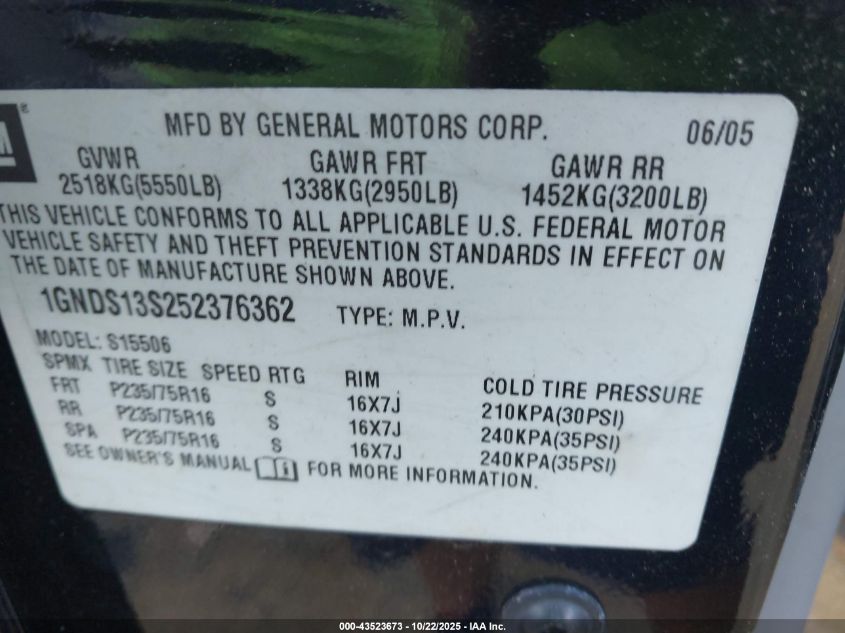 M®
MFD BY GENERAL MOTORS CORP. 06/05
GVWR GAWR FRT GAWR RR
2518KG(5550LB) 1338KG(2950LB) 1452KG(3200LB)
THIS VEHICLE CONFORMS TO ALL APPLICABLE U.S. FEDERAL MOTOR
VEHICLE SAFETY AND THEFT PREVENTION STANDARDS IN EFFECT ON
THE DATE OF MANUFACTURE SHOWN ABOVE.
1GNDS13S252376362 TYPE: M.P.V.
MODEL: S15506
SPMX TIRE SIZE SPEED RTG RIM COLD TIRE PRESSURE
FRT P235/75R16 S 16X7J 210KPA(30PSI)
RR P235/75R16 S 16X7J 240KPA(35PSI)
SPA P235/75R16 S 16X7J 240KPA(35PSI)
SEE OWNER'S MANUAL FOR MORE INFORMATION.
000-43523673 - 10/22/2025 - IAA Inc.